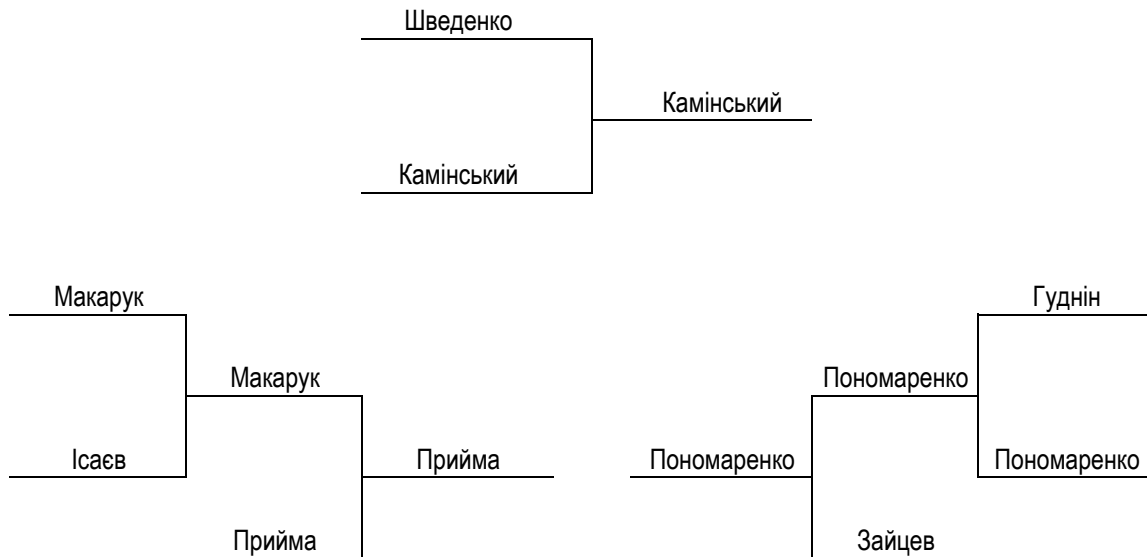 Шведенко
Камінський
Камінський
Макарук
Гуднін
Макарук
Пономаренко
Ісаєв
Прийма
Пономаренко
Пономаренко
Прийма
Зайцев